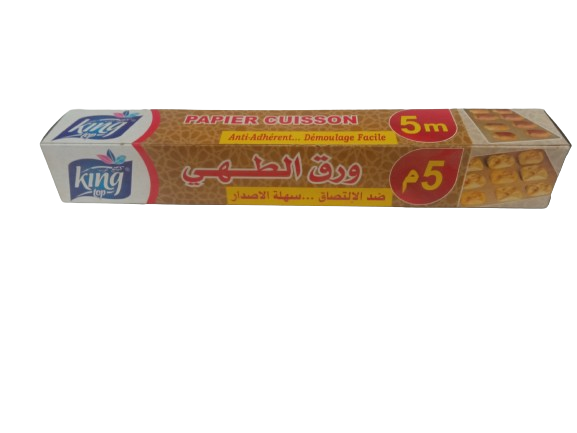 king
top
PAPIER CUISSON
Anti-Adhérent... Démoulage Facile
5m
king
top
ورق الطهي
ضد الالتصاق ... سهلة الاصدار
5م